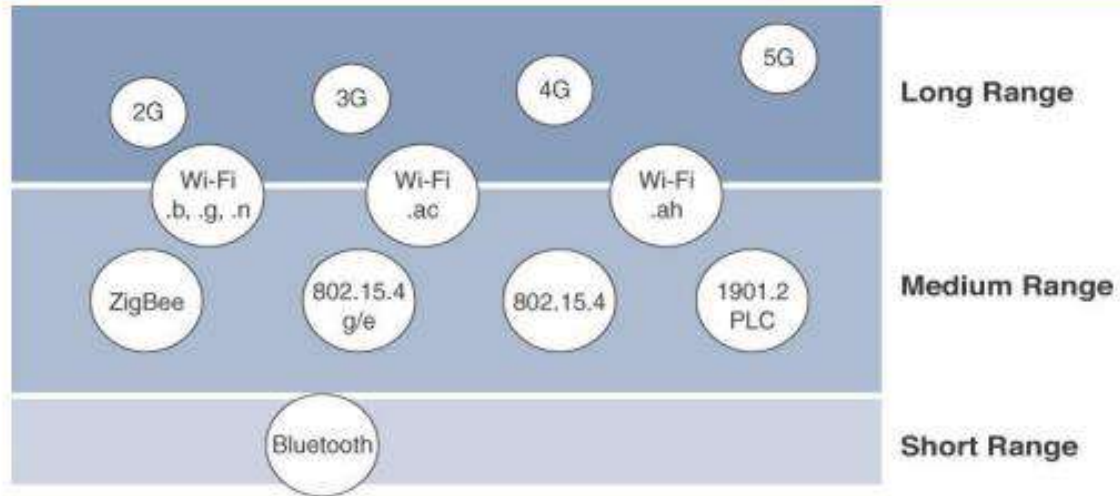 2G
3G
4G
5G
Long Range
Wi-Fi
.b, .g, .n
Wi-Fi
.ac
Wi-Fi
.ah
ZigBee
802.15.4
g/e
802.15.4
1901.2
PLC
Medium Range
Bluetooth
Short Range